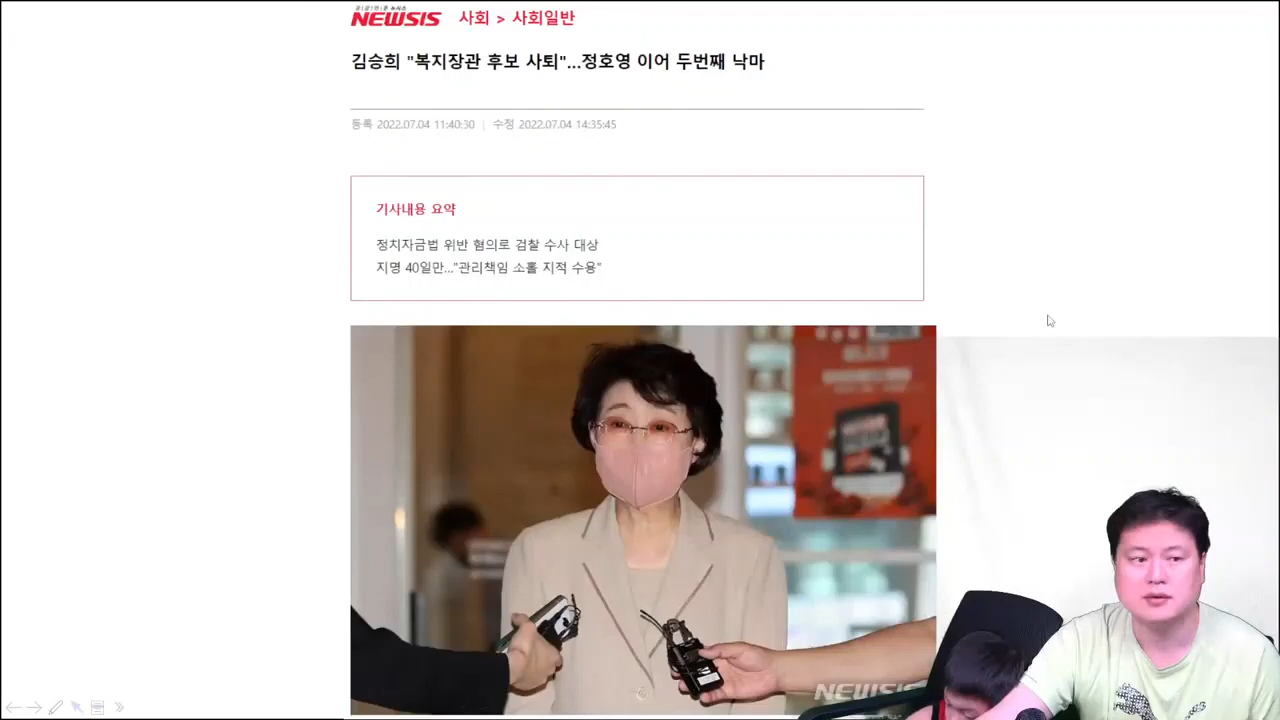 NEWSIS 사회 > 사회일반
김승희 "복지장관 후보 사퇴"...정호영 이어 두번째 낙마
등록 2022.07.04 11:40:30 | 수정 2022.07.04 14:35:45
기사내용 요약
정치자금법 위반 혐의로 검찰 수사 대상
지명 40일만..."관리책임 소홀 지적 수용"
NEWSIS